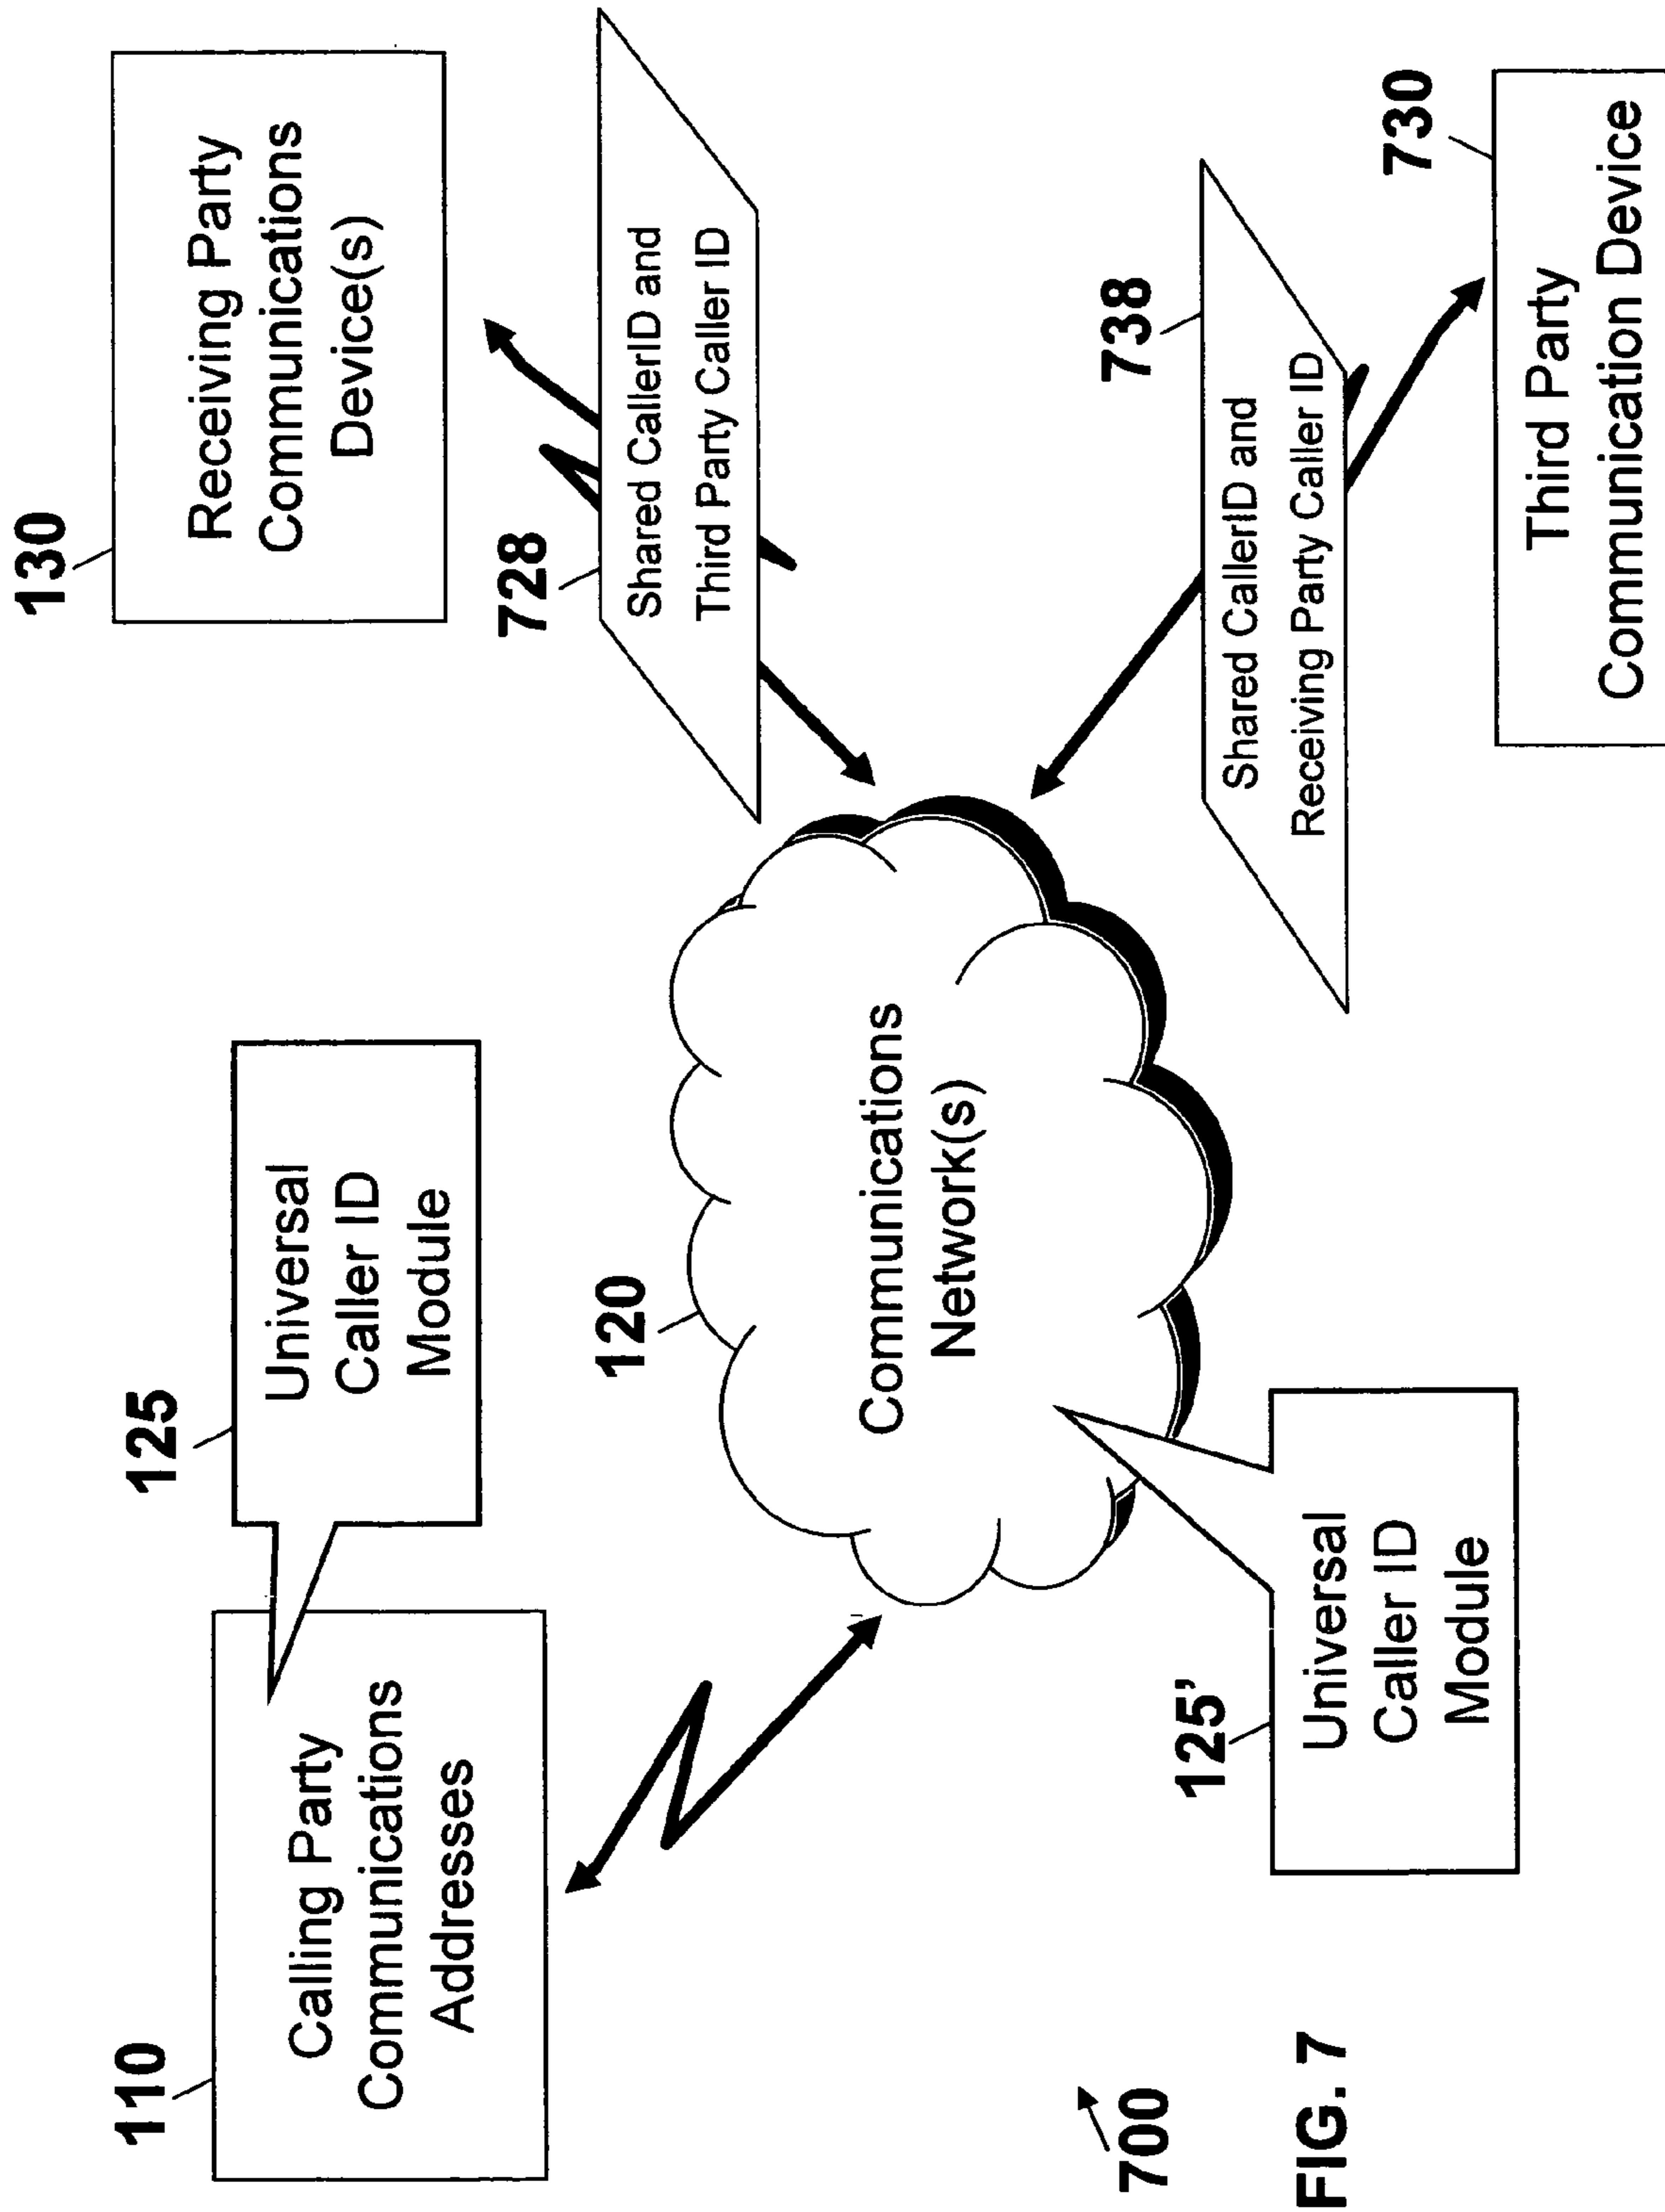 110
Calling Party
Communications
Addresses
125
Universal
Caller ID
Module
130
Receiving Party
Communications
Device(s)
728
Shared CallerID and
Third Party Caller ID
120
Communications
Network(s)
738
Shared CallerID and
Receiving Party Caller ID
125'
Universal
Caller ID
Module
730
Third Party
Communication Device
700
FIG. 7